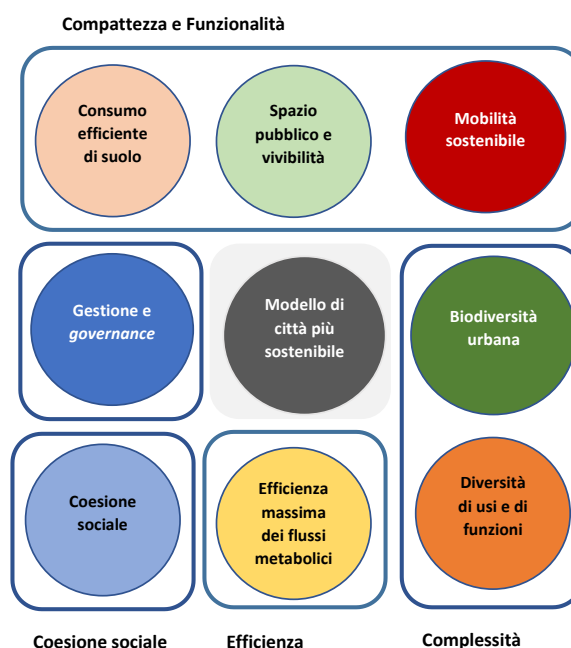 Compattezza e Funzionalità
Consumo
efficiente
di suolo
Spazio
pubblico e
vivibilità
Mobilità
sostenibile
Gestione e
governance
Modello di
città più
sostenibile
Biodiversità
urbana
Coesione
sociale
Efficienza
massima
dei flussi
metabolici
Diversità
di usi e di
funzioni
Coesione sociale
Efficienza
Complessità